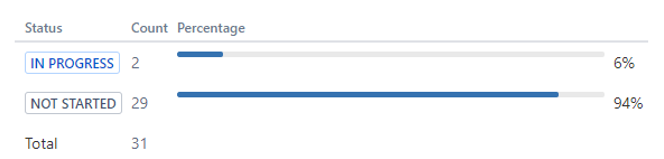 Status Count Percentage
IN PROGRESS 2 6%
NOT STARTED 29 94%
Total 31